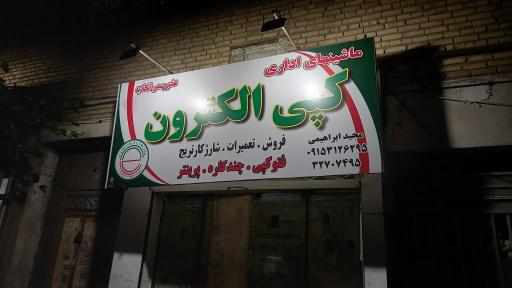 ماشینهای اداری
کپی الکترون
مجید ابراهیمی
فروش . تعمیرات . شارژ کارتریج
۰۹۱۵۳۱۲۶۲۹۵
فتوکپی . چندکاره . پرینتر
۳۲۷۰۷۴۹۵